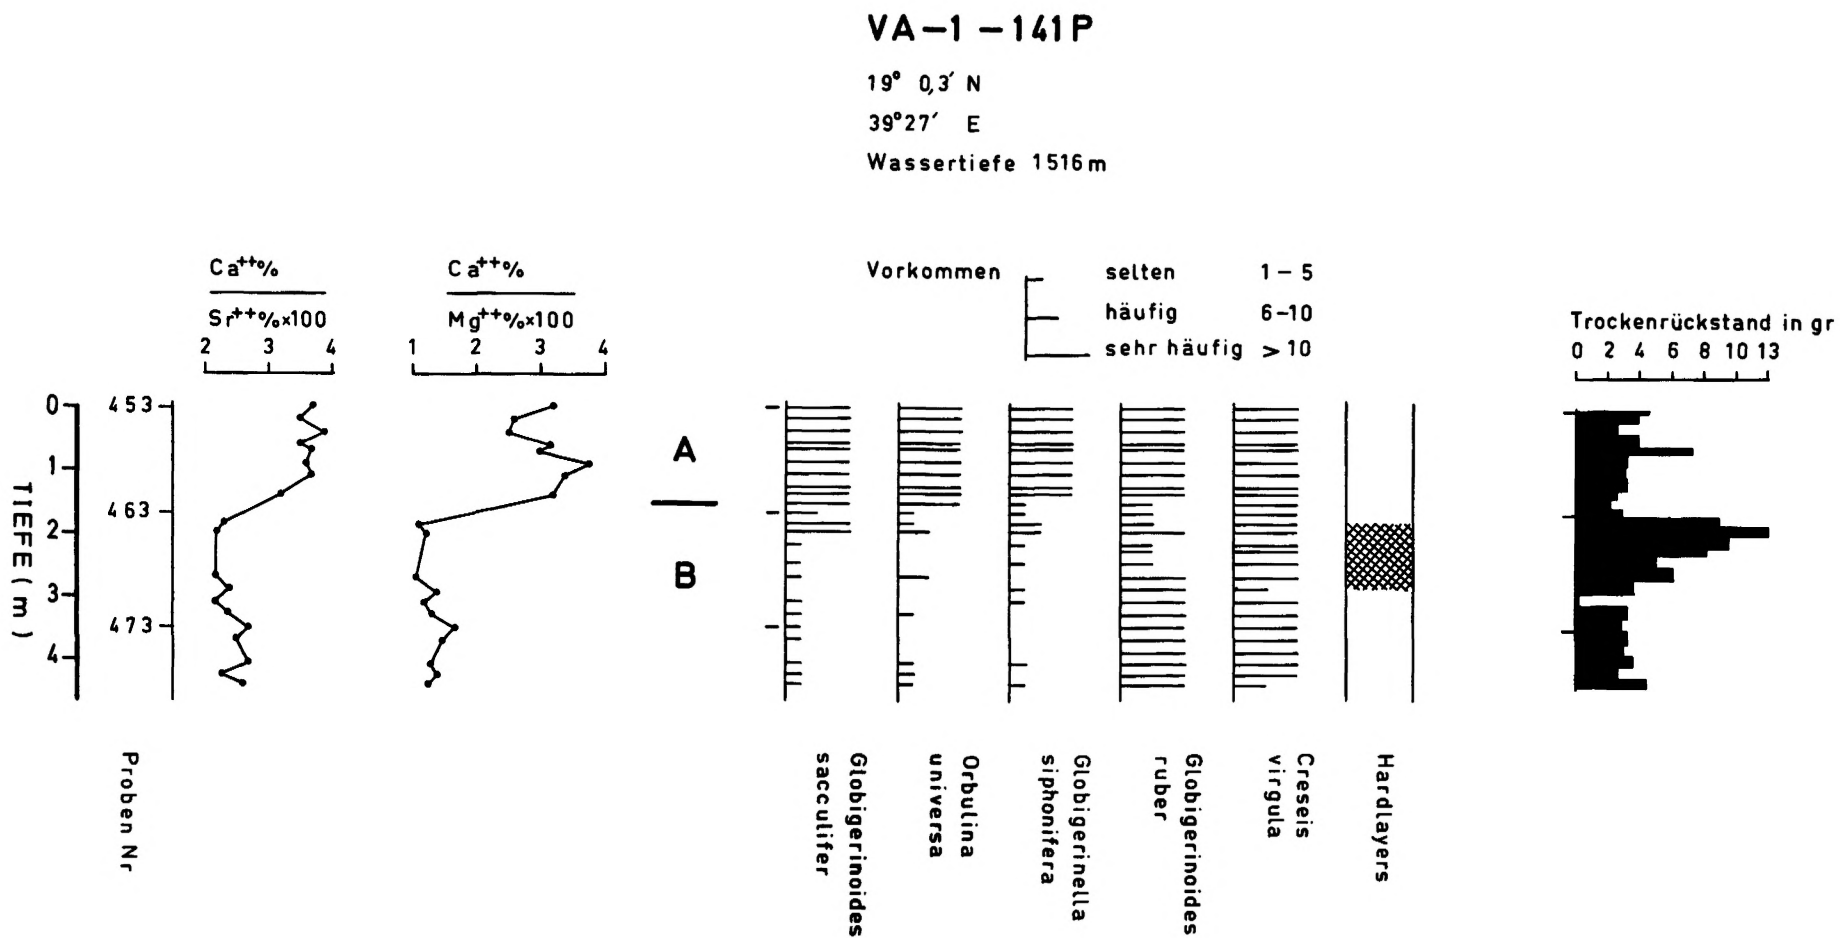 VA-1-141P
19° 0,3′ N
39°27′ E
Wassertiefe 1516m
Ca++%
Sr++%x100
2 3 4
Ca++%
Mg++%x100
1 2 3 4
Vorkommen
selten 1-5
häufig 6-10
sehr häufig >10
Trockenrückstand in gr
0 2 4 6 8 10 13
TIEFE (m)
0
1
2
3
4
453
463
473
A
B
Proben Nr
Globigerinoides
sacculifer
Orbulina
universa
Globigerinella
siphonifera
Globigerinoides
ruber
Creseis
virgula
Hardlayers